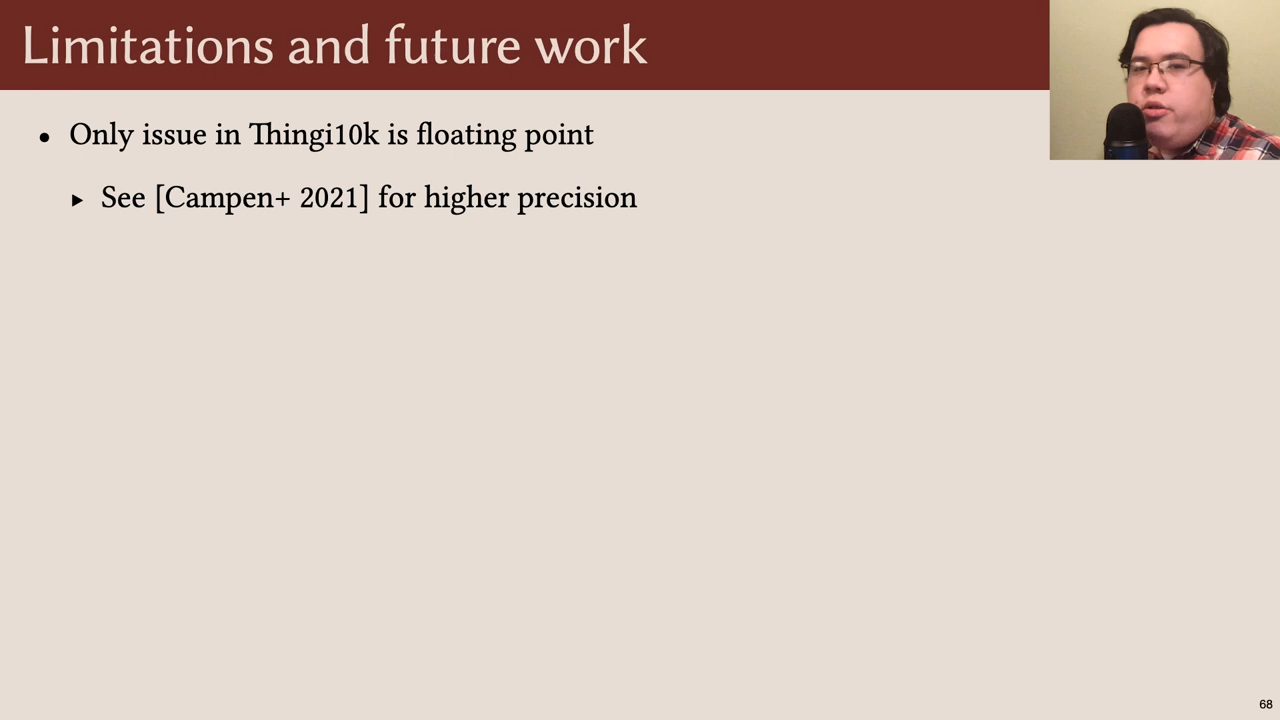 Limitations and future work
• Only issue in Thingi10k is floating point
▸ See [Campen+ 2021] for higher precision
68